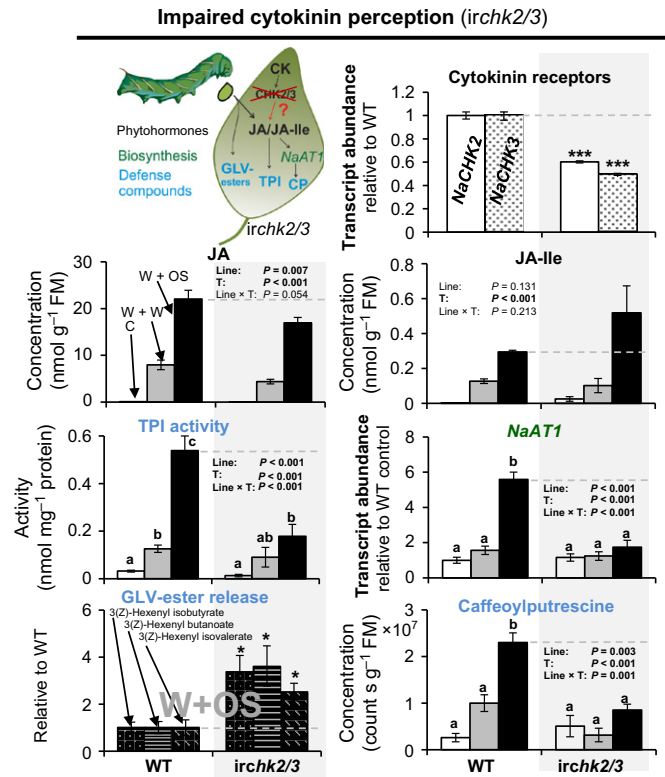 Impaired cytokinin perception (irchk2/3)
CK
CHK2/3
?
JA/JA-Ile
NaAT1
GLV-
esters
TPI
CP
Phytohormones
Biosynthesis
Defense
compounds
irchk2/3
Cytokinin receptors
Transcript abundance
relative to WT
1.2
1
0.8
0.6
0.4
0.2
0
NaCHK2
NaCHK3
***
***
JA
Concentration
(nmol g–1 FM)
30
20
10
0
W + OS
W + W
C
Line: P = 0.007
T: P < 0.001
Line × T: P = 0.054
JA-Ile
Concentration
(nmol g–1 FM)
0.8
0.6
0.4
0.2
0
Line: P = 0.131
T: P < 0.001
Line × T: P = 0.213
TPI activity
Activity
(nmol mg–1 protein)
0.6
0.4
0.2
0
a
b
c
a
ab
b
Line: P < 0.001
T: P < 0.001
Line × T: P < 0.001
NaAT1
Transcript abundance
relative to WT control
8
6
4
2
0
a
a
b
a
a
a
Line: P < 0.001
T: P < 0.001
Line × T: P < 0.001
GLV-ester release
Relative to WT
6
4
2
0
3(Z)-Hexenyl isobutyrate
3(Z)-Hexenyl butanoate
3(Z)-Hexenyl isovalerate
W+OS
*
*
*
WT
irchk2/3
Caffeoylputrescine
Concentration
(count s g–1 FM)
×10^7
3
2
1
0
a
a
b
a
a
a
Line: P = 0.003
T: P < 0.001
Line × T: P = 0.001
WT
irchk2/3